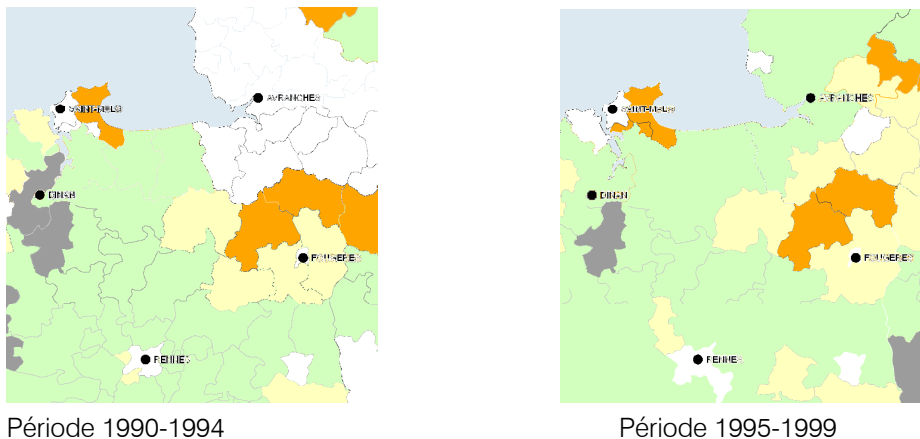 SAINT-MALO
AVRANCHES
DINAN
FOUGERES
RENNES
AVRANCHES
SAINT-MALO
DINAN
FOUGERES
RENNES
Période 1990-1994
Période 1995-1999